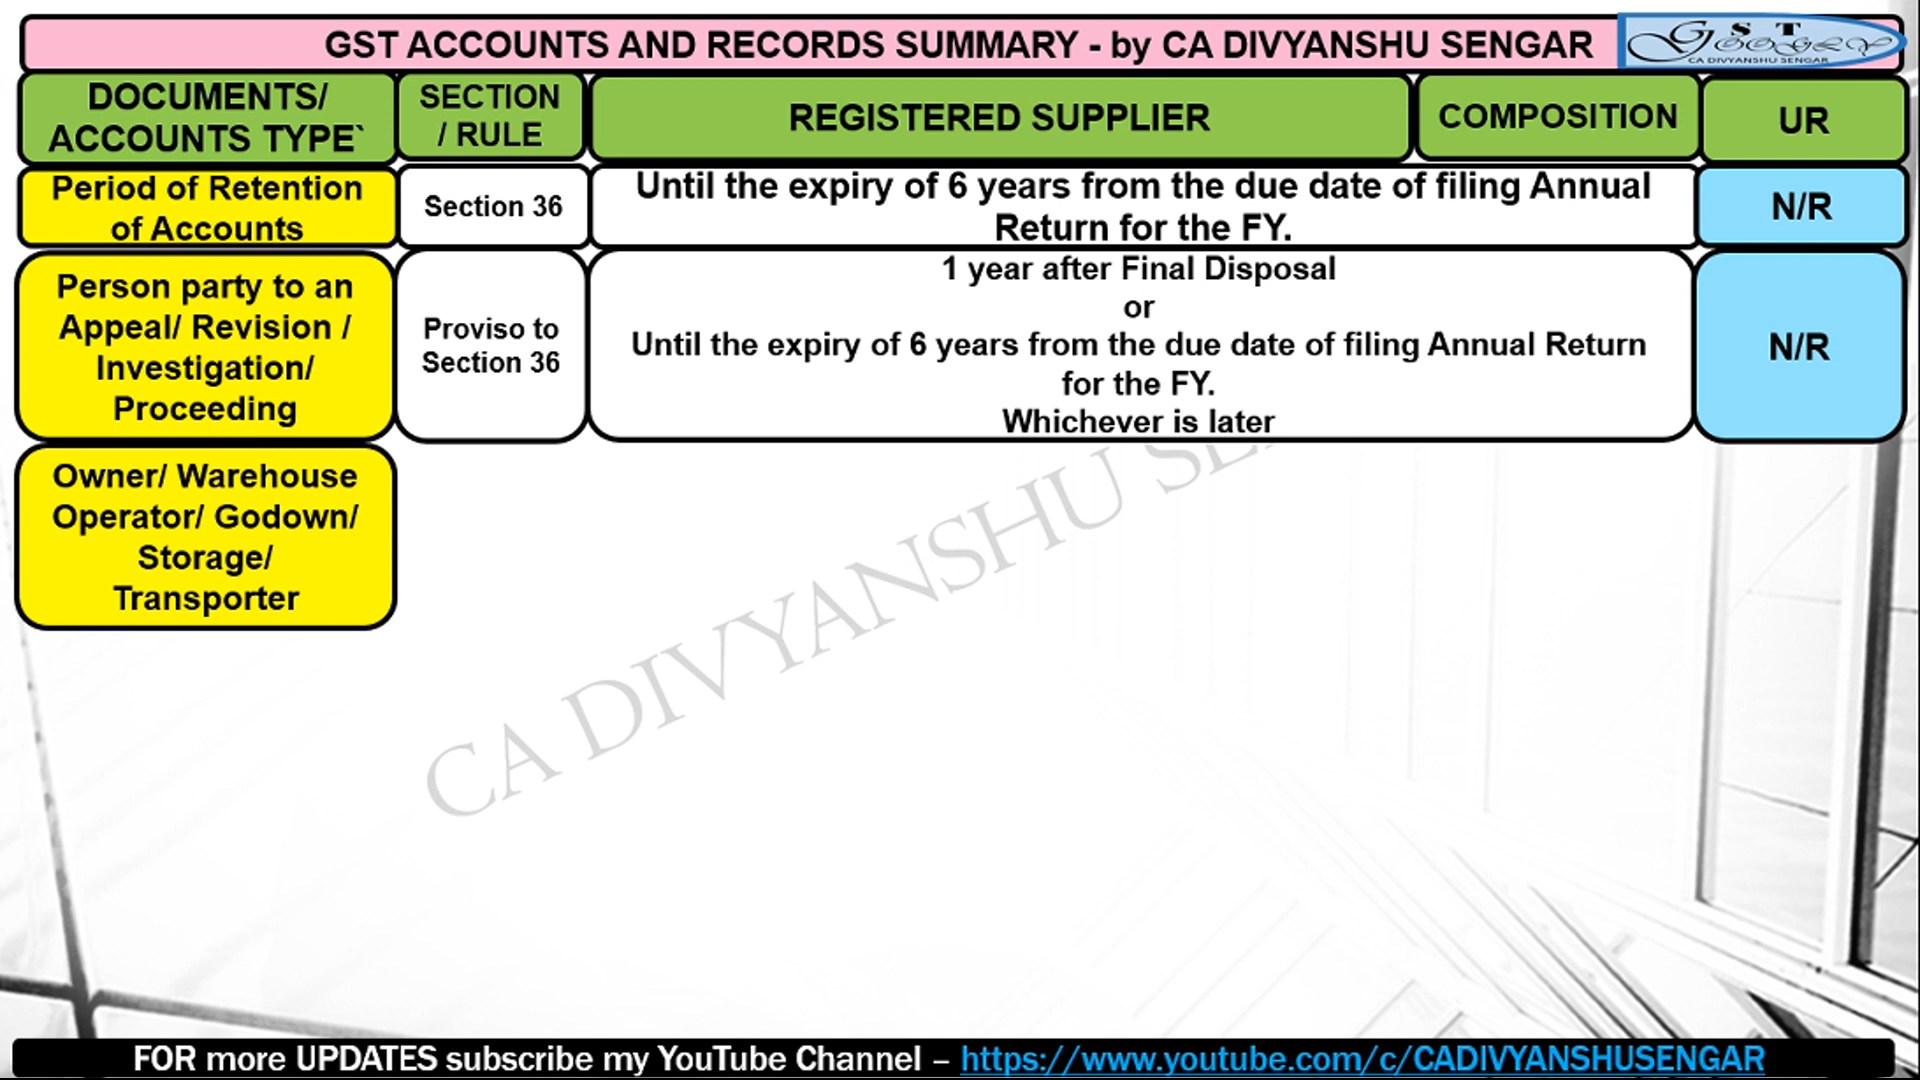 GST ACCOUNTS AND RECORDS SUMMARY - by CA DIVYANSHU SENGAR
GST
GOOGLY
CA DIVYANSHU SENGAR
DOCUMENTS/
ACCOUNTS TYPE`
SECTION
/ RULE
REGISTERED SUPPLIER
COMPOSITION
UR
Period of Retention
of Accounts
Section 36
Until the expiry of 6 years from the due date of filing Annual
Return for the FY.
N/R
Person party to an
Appeal/ Revision /
Investigation/
Proceeding
Proviso to
Section 36
1 year after Final Disposal
or
Until the expiry of 6 years from the due date of filing Annual Return
for the FY.
Whichever is later
N/R
Owner/ Warehouse
Operator/ Godown/
Storage/
Transporter
CA DIVYANSHU SE
FOR more UPDATES subscribe my YouTube Channel – https://www.youtube.com/c/CADIVYANSHUSENGAR